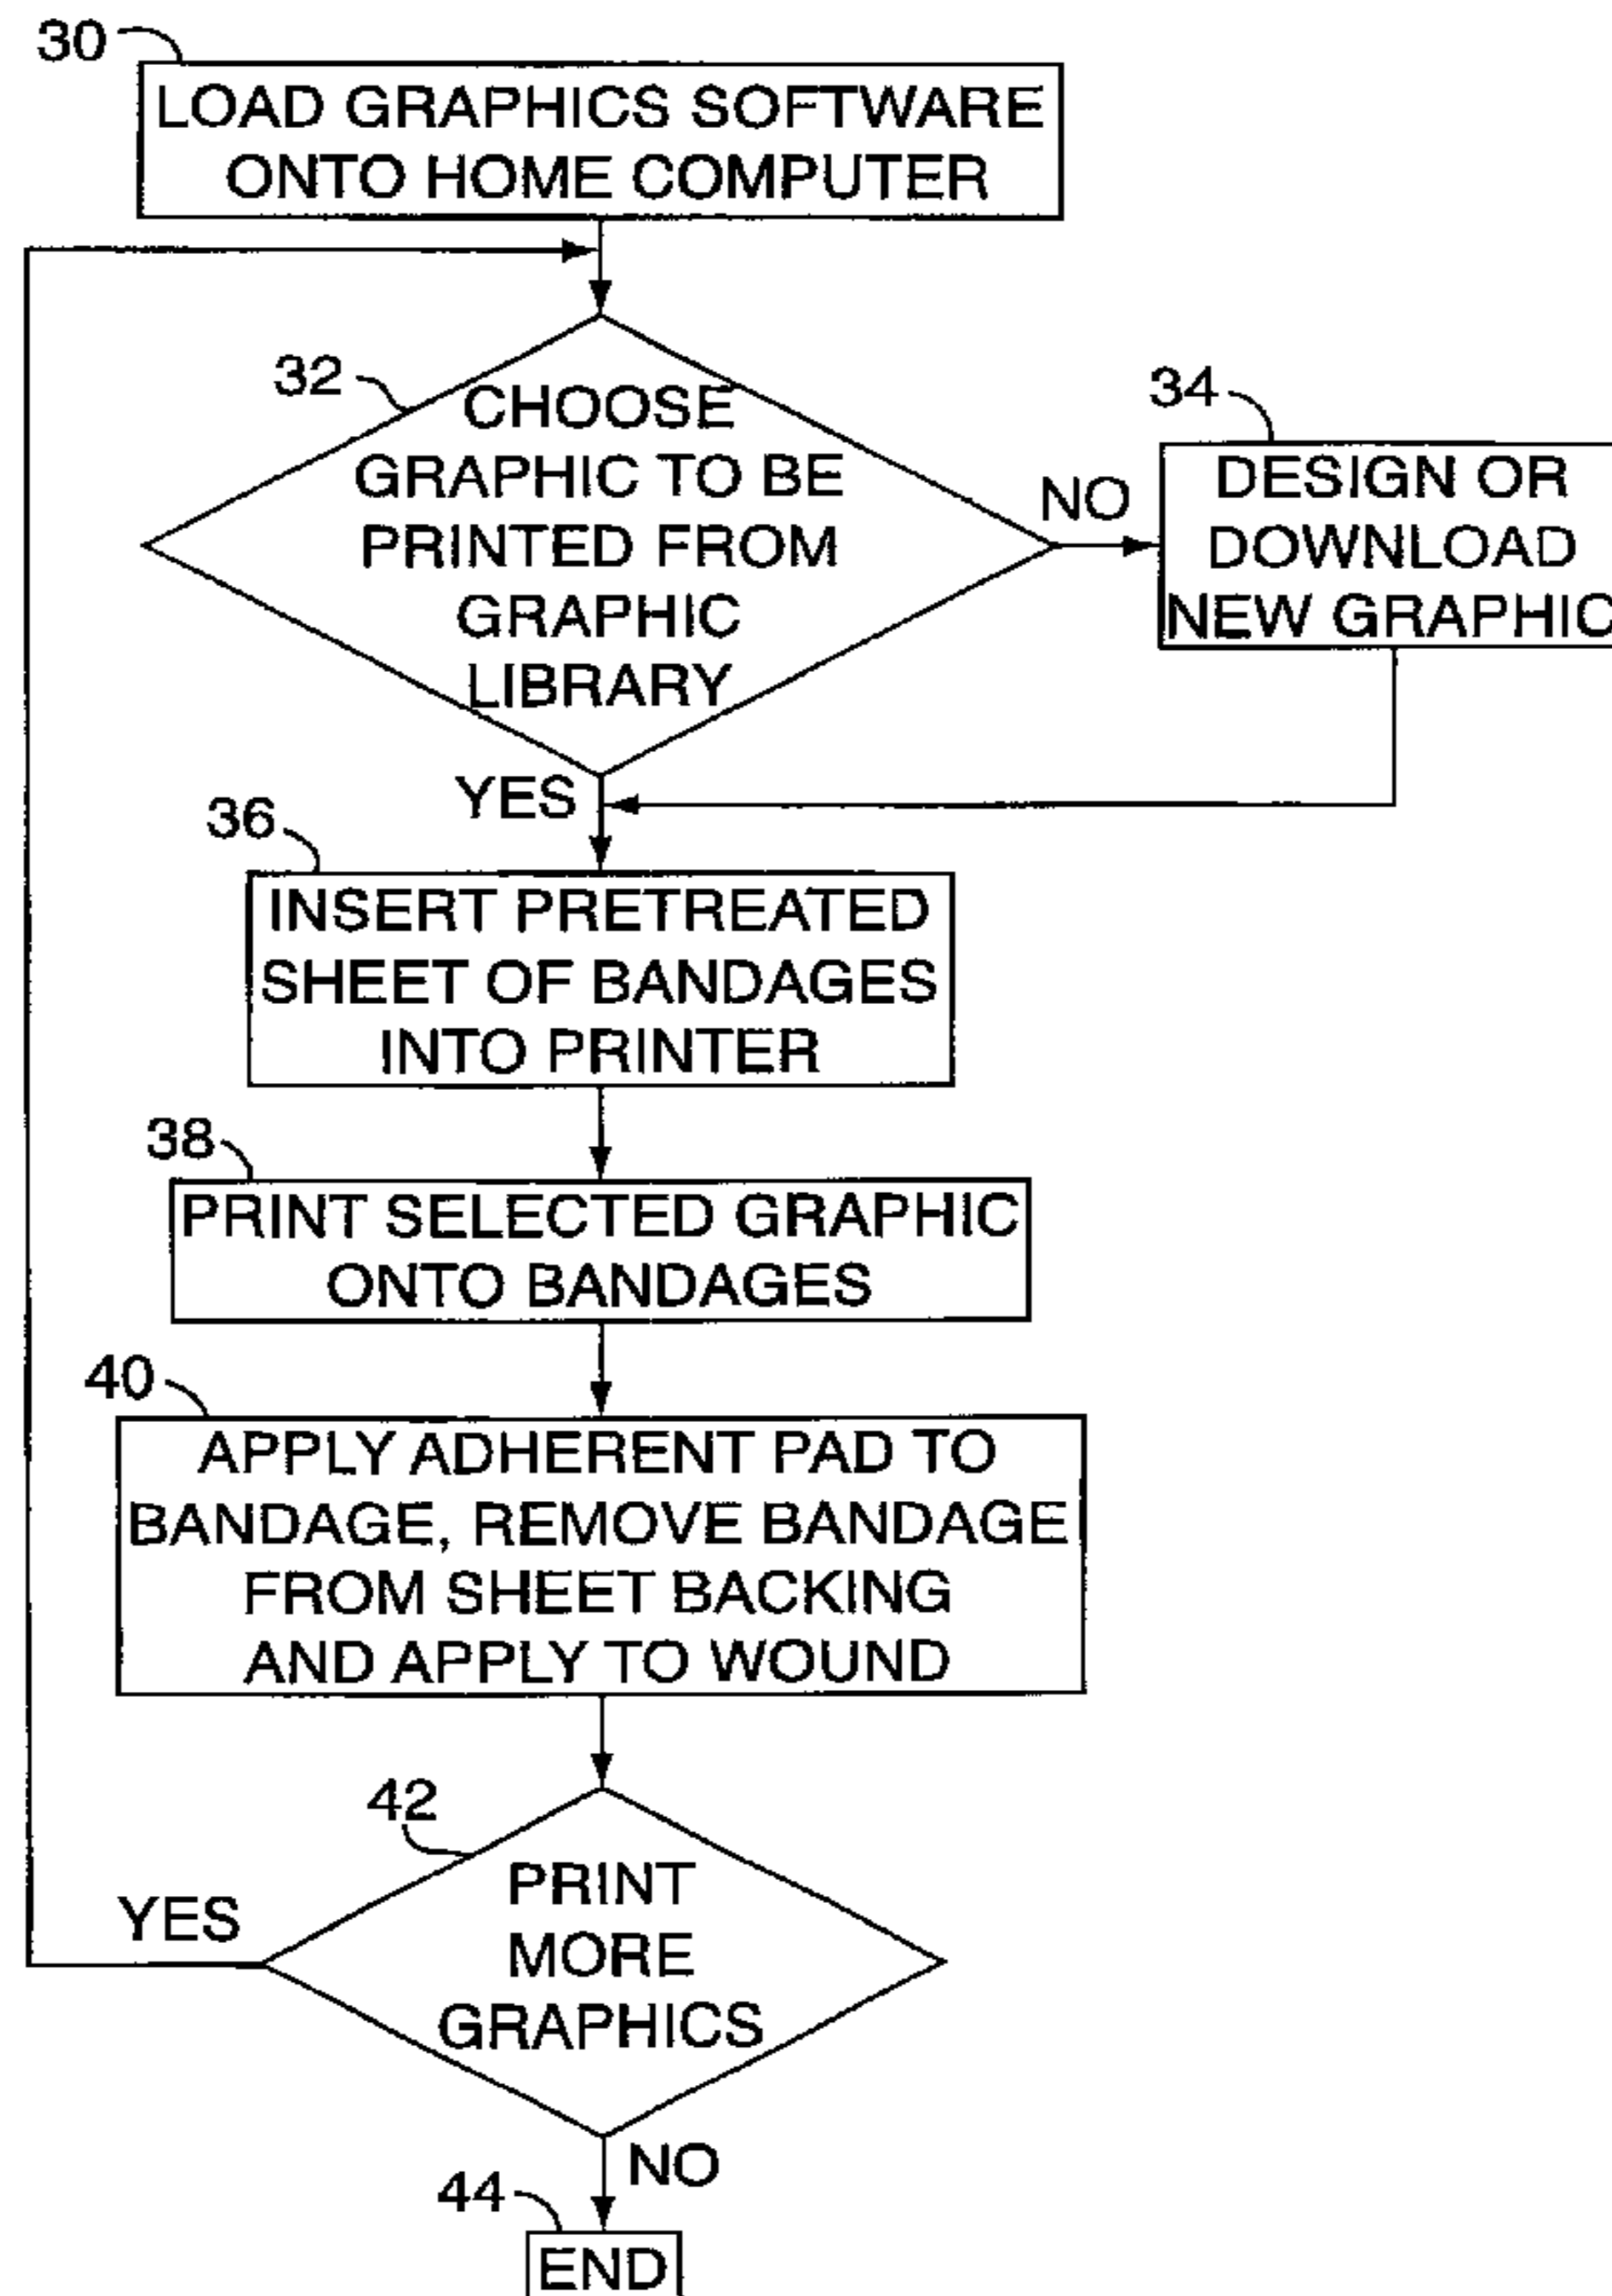 30
LOAD GRAPHICS SOFTWARE
ONTO HOME COMPUTER
32
CHOOSE
GRAPHIC TO BE
PRINTED FROM
GRAPHIC
LIBRARY
NO
34
DESIGN OR
DOWNLOAD
NEW GRAPHIC
YES
36
INSERT PRETREATED
SHEET OF BANDAGES
INTO PRINTER
38
PRINT SELECTED GRAPHIC
ONTO BANDAGES
40
APPLY ADHERENT PAD TO
BANDAGE, REMOVE BANDAGE
FROM SHEET BACKING
AND APPLY TO WOUND
42
PRINT
MORE
GRAPHICS
YES
NO
44
END